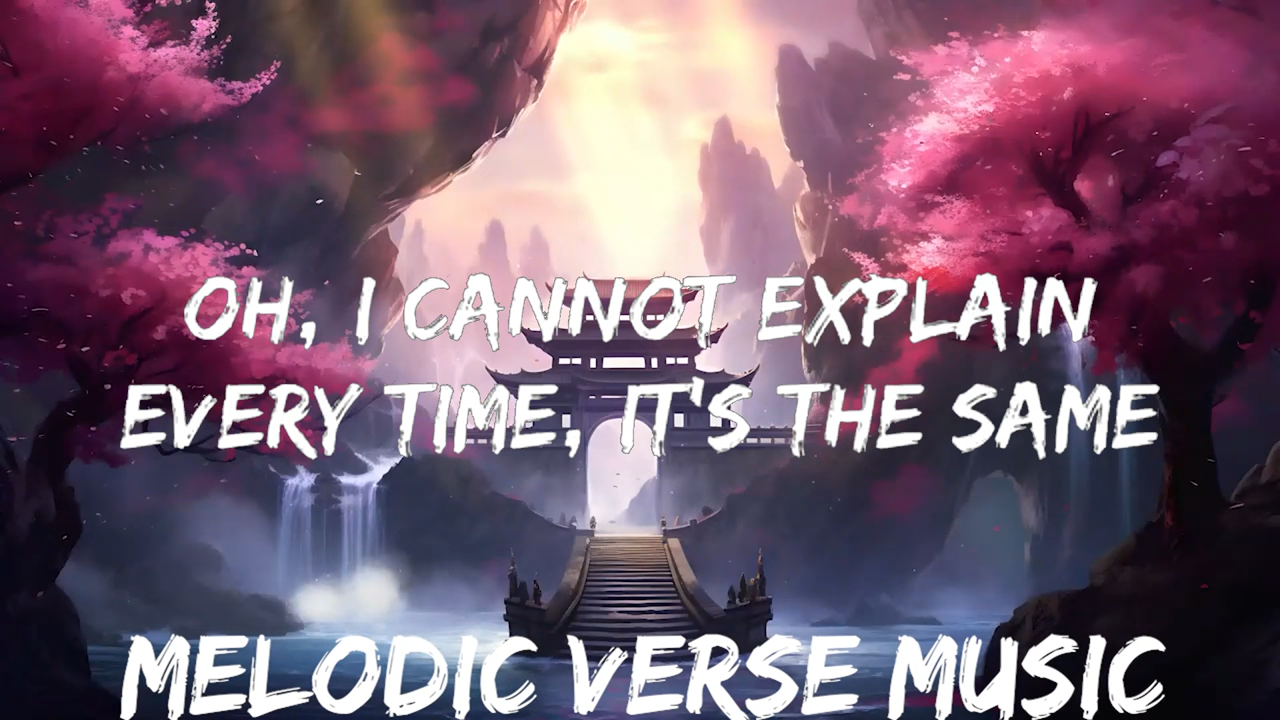 OH, I CANNOT EXPLAIN
EVERY TIME, IT'S THE SAME
MELODIC VERSE MUSIC